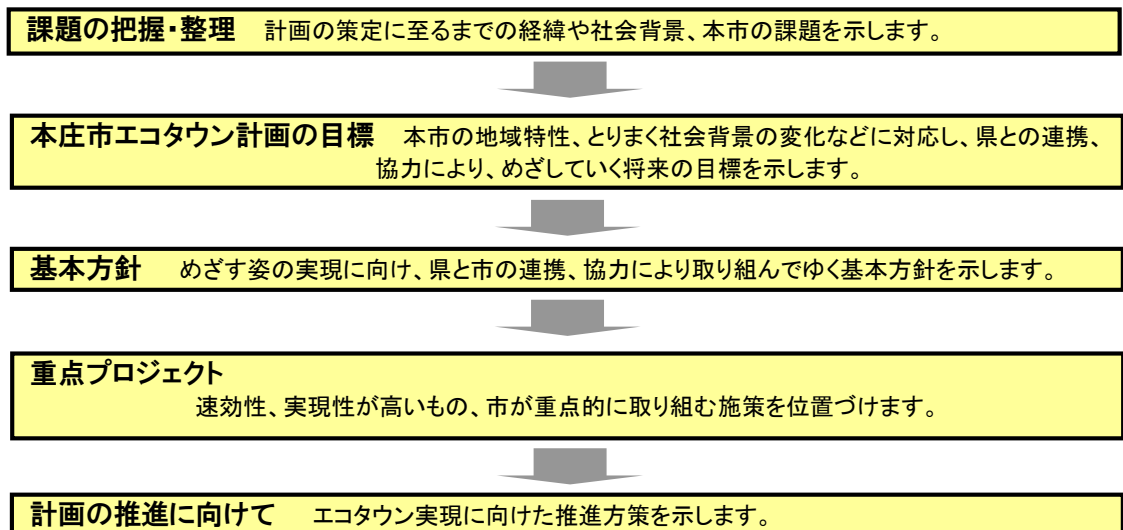 課題の把握・整理　計画の策定に至るまでの経緯や社会背景、本市の課題を示します。
本庄市エコタウン計画の目標　本市の地域特性、とりまく社会背景の変化などに対応し、県との連携、
協力により、めざしていく将来の目標を示します。
基本方針　めざす姿の実現に向け、県と市の連携、協力により取り組んでゆく基本方針を示します。
重点プロジェクト
速効性、実現性が高いもの、市が重点的に取り組む施策を位置づけます。
計画の推進に向けて　エコタウン実現に向けた推進方策を示します。